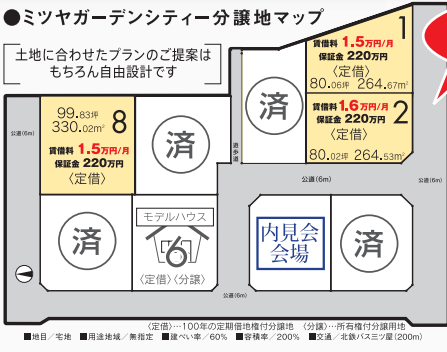 ●ミツヤガーデンシティー分譲地マップ
土地に合わせたプランのご提案は
もちろん自由設計です
1
賃借料 1.5万円/月
保証金 220万円
〈定借〉
80.06坪 264.67m²
済
賃借料 1.6万円/月
保証金 220万円
2
〈定借〉
80.02坪 264.53m²
99.83坪
330.02m²
8
賃借料 1.5万円/月
保証金 220万円
〈定借〉
済
公道(6m)
遊歩道
公道(6m)
公道(6m)
済
モデルハウス
6
〈定借〉〈分譲〉
内見会
会場
済
公道(6m)
〈定借〉…100年の定期借地権付分譲地 〈分譲〉…所有権付分譲用地
■地目/宅地 ■用途地域/無指定 ■建ぺい率/60% ■容積率/200% ■交通/北鉄バス三ツ屋(200m)